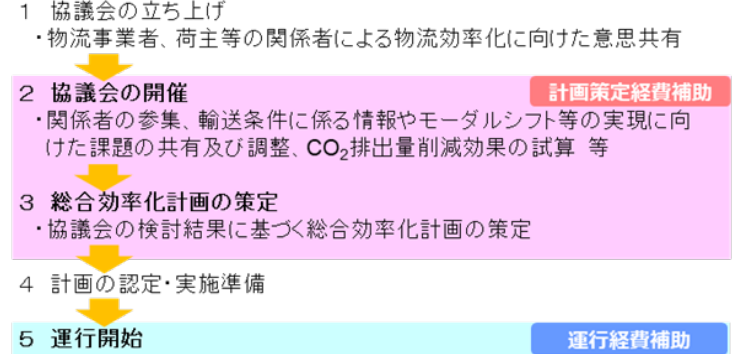 1 協議会の立ち上げ
・物流事業者、荷主等の関係者による物流効率化に向けた意思共有
2 協議会の開催
計画策定経費補助
・関係者の参集、輸送条件に係る情報やモーダルシフト等の実現に向
けた課題の共有及び調整、CO₂排出量削減効果の試算 等
3 総合効率化計画の策定
・協議会の検討結果に基づく総合効率化計画の策定
4 計画の認定・実施準備
5 運行開始
運行経費補助